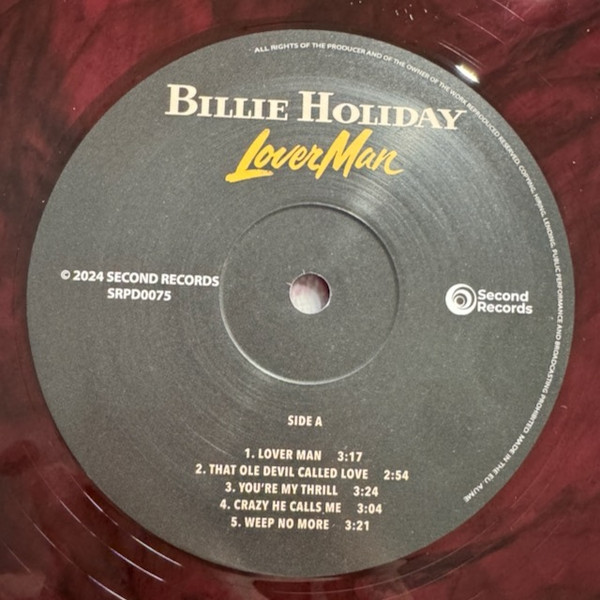 ALL RIGHTS OF THE PRODUCER AND OF THE OWNER OF THE WORK REPRODUCED RESERVED. COPYING, HIRING, LENDING, PUBLIC PERFORMANCE AND BROADCASTING PROHIBITED. MADE IN THE EU.
BILLIE HOLIDAY
Lover Man
© 2024 SECOND RECORDS
SRPD0075
Second
Records
SIDE A
1. LOVER MAN 3:17
2. THAT OLE DEVIL CALLED LOVE 2:54
3. YOU'RE MY THRILL 3:24
4. CRAZY HE CALLS ME 3:04
5. WEEP NO MORE 3:21